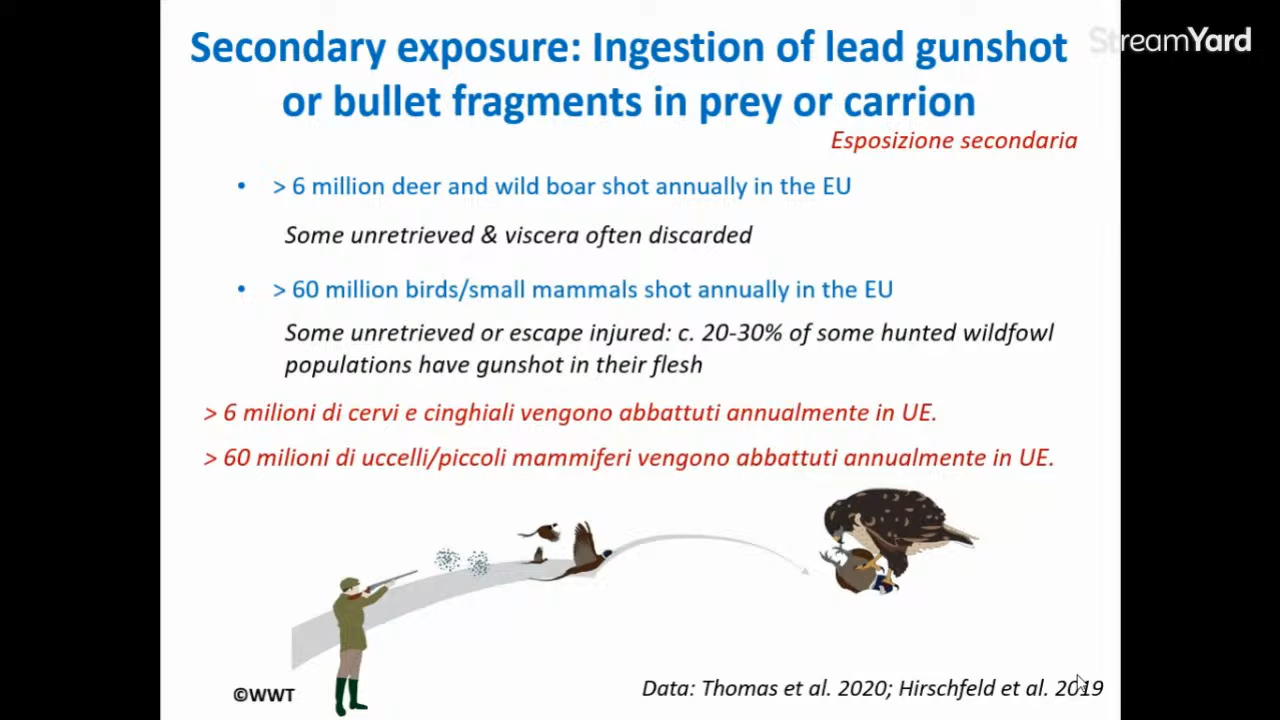 Secondary exposure: Ingestion of lead gunshot
or bullet fragments in prey or carrion
StreamYard
Esposizione secondaria
• > 6 million deer and wild boar shot annually in the EU
Some unretrieved & viscera often discarded
• > 60 million birds/small mammals shot annually in the EU
Some unretrieved or escape injured: c. 20-30% of some hunted wildfowl
populations have gunshot in their flesh
> 6 milioni di cervi e cinghiali vengono abbattuti annualmente in UE.
> 60 milioni di uccelli/piccoli mammiferi vengono abbattuti annualmente in UE.
©WWT
Data: Thomas et al. 2020; Hirschfeld et al. 2019